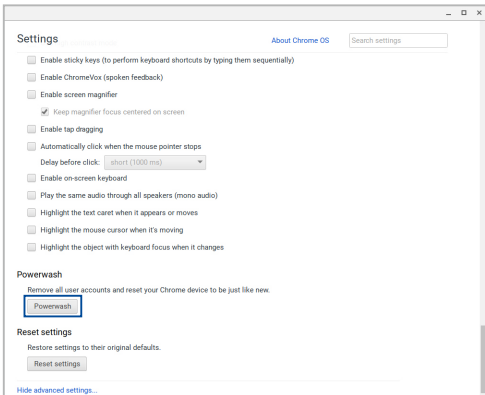 Settings
About Chrome OS
Search settings
Enable sticky keys (to perform keyboard shortcuts by typing them sequentially)
Enable ChromeVox (spoken feedback)
Enable screen magnifier
Keep magnifier focus centered on screen
Enable tap dragging
Automatically click when the mouse pointer stops
Delay before click: short (1000 ms)
Enable on-screen keyboard
Play the same audio through all speakers (mono audio)
Highlight the text caret when it appears or moves
Highlight the mouse cursor when it's moving
Highlight the object with keyboard focus when it changes
Powerwash
Remove all user accounts and reset your Chrome device to be just like new.
Powerwash
Reset settings
Restore settings to their original defaults.
Reset settings
Hide advanced settings...